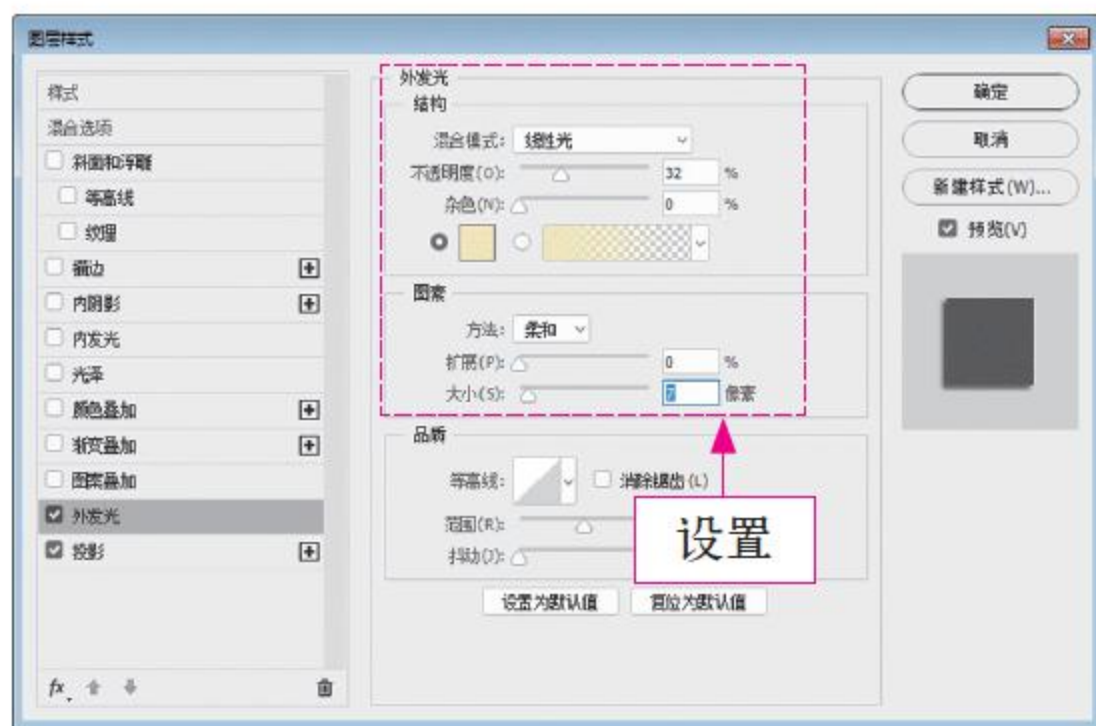 图层样式
样式
混合选项
斜面和浮雕
等高线
纹理
描边
内阴影
内发光
光泽
颜色叠加
渐变叠加
图案叠加
外发光
投影
fx
外发光
结构
混合模式: 线性光
不透明度(O): 32 %
杂色(N): 0 %
图素
方法: 柔和
扩展(P): 0 %
大小(S): 7 像素
品质
等高线: 消除锯齿(L)
范围(R):
抖动(J):
设置
设置为默认值 复位为默认值
确定
取消
新建样式(W)...
预览(V)